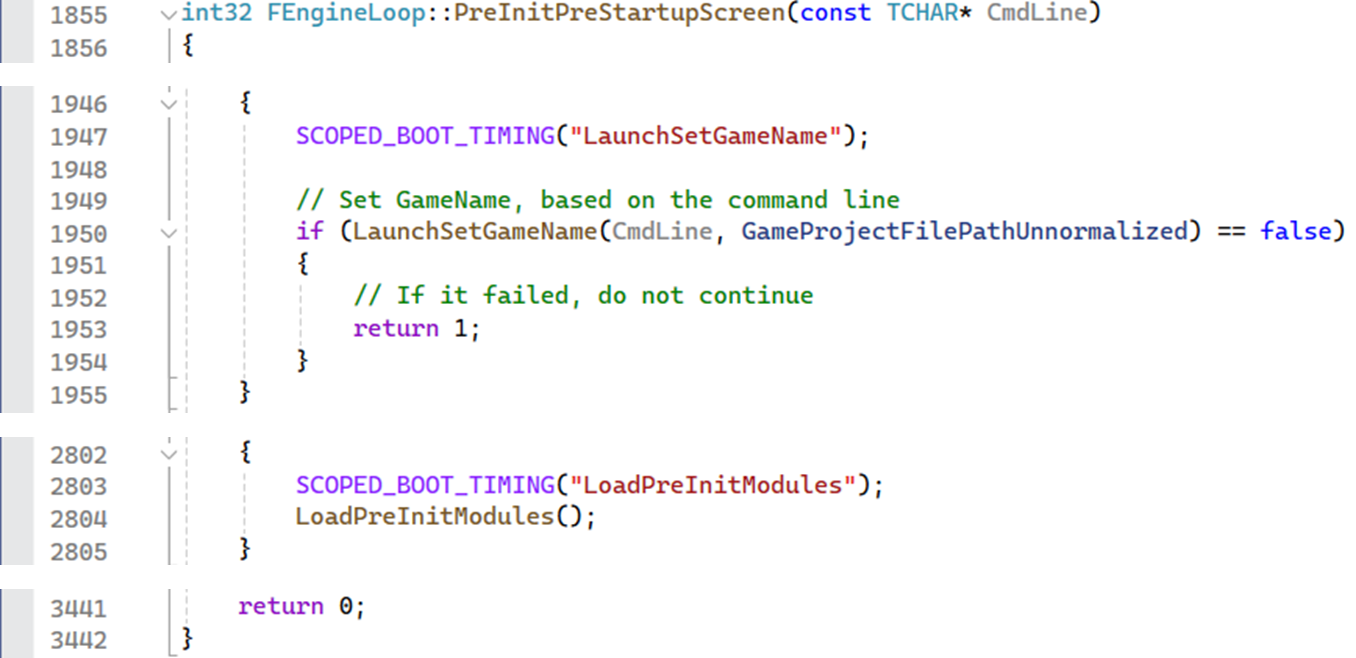 1855 int32 FEngineLoop::PreInitPreStartupScreen(const TCHAR* CmdLine)
1856 {
1946 {
1947 SCOPED_BOOT_TIMING("LaunchSetGameName");
1948
1949 // Set GameName, based on the command line
1950 if (LaunchSetGameName(CmdLine, GameProjectFilePathUnnormalized) == false)
1951 {
1952 // If it failed, do not continue
1953 return 1;
1954 }
1955 }
2802 {
2803 SCOPED_BOOT_TIMING("LoadPreInitModules");
2804 LoadPreInitModules();
2805 }
3441 return 0;
3442 }